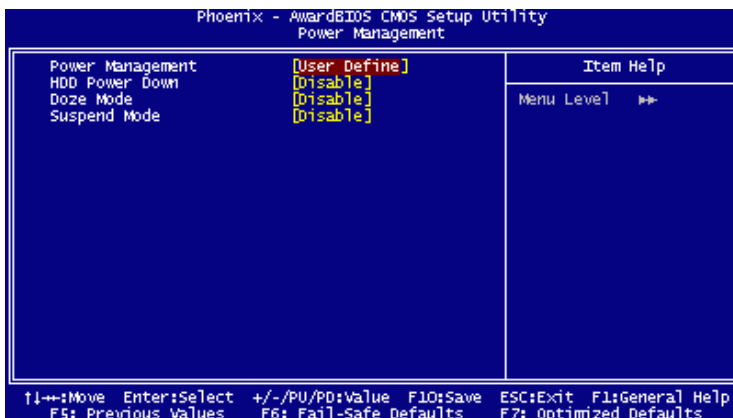 Phoenix - AwardBIOS CMOS Setup Utility
Power Management
Power Management [User Define]
HDD Power Down [Disable]
Doze Mode [Disable]
Suspend Mode [Disable]
Item Help
Menu Level ▸▸
↑↓→←:Move Enter:Select +/-/PU/PD:Value F10:Save ESC:Exit F1:General Help
F5: Previous Values F6: Fail-Safe Defaults F7: Optimized Defaults